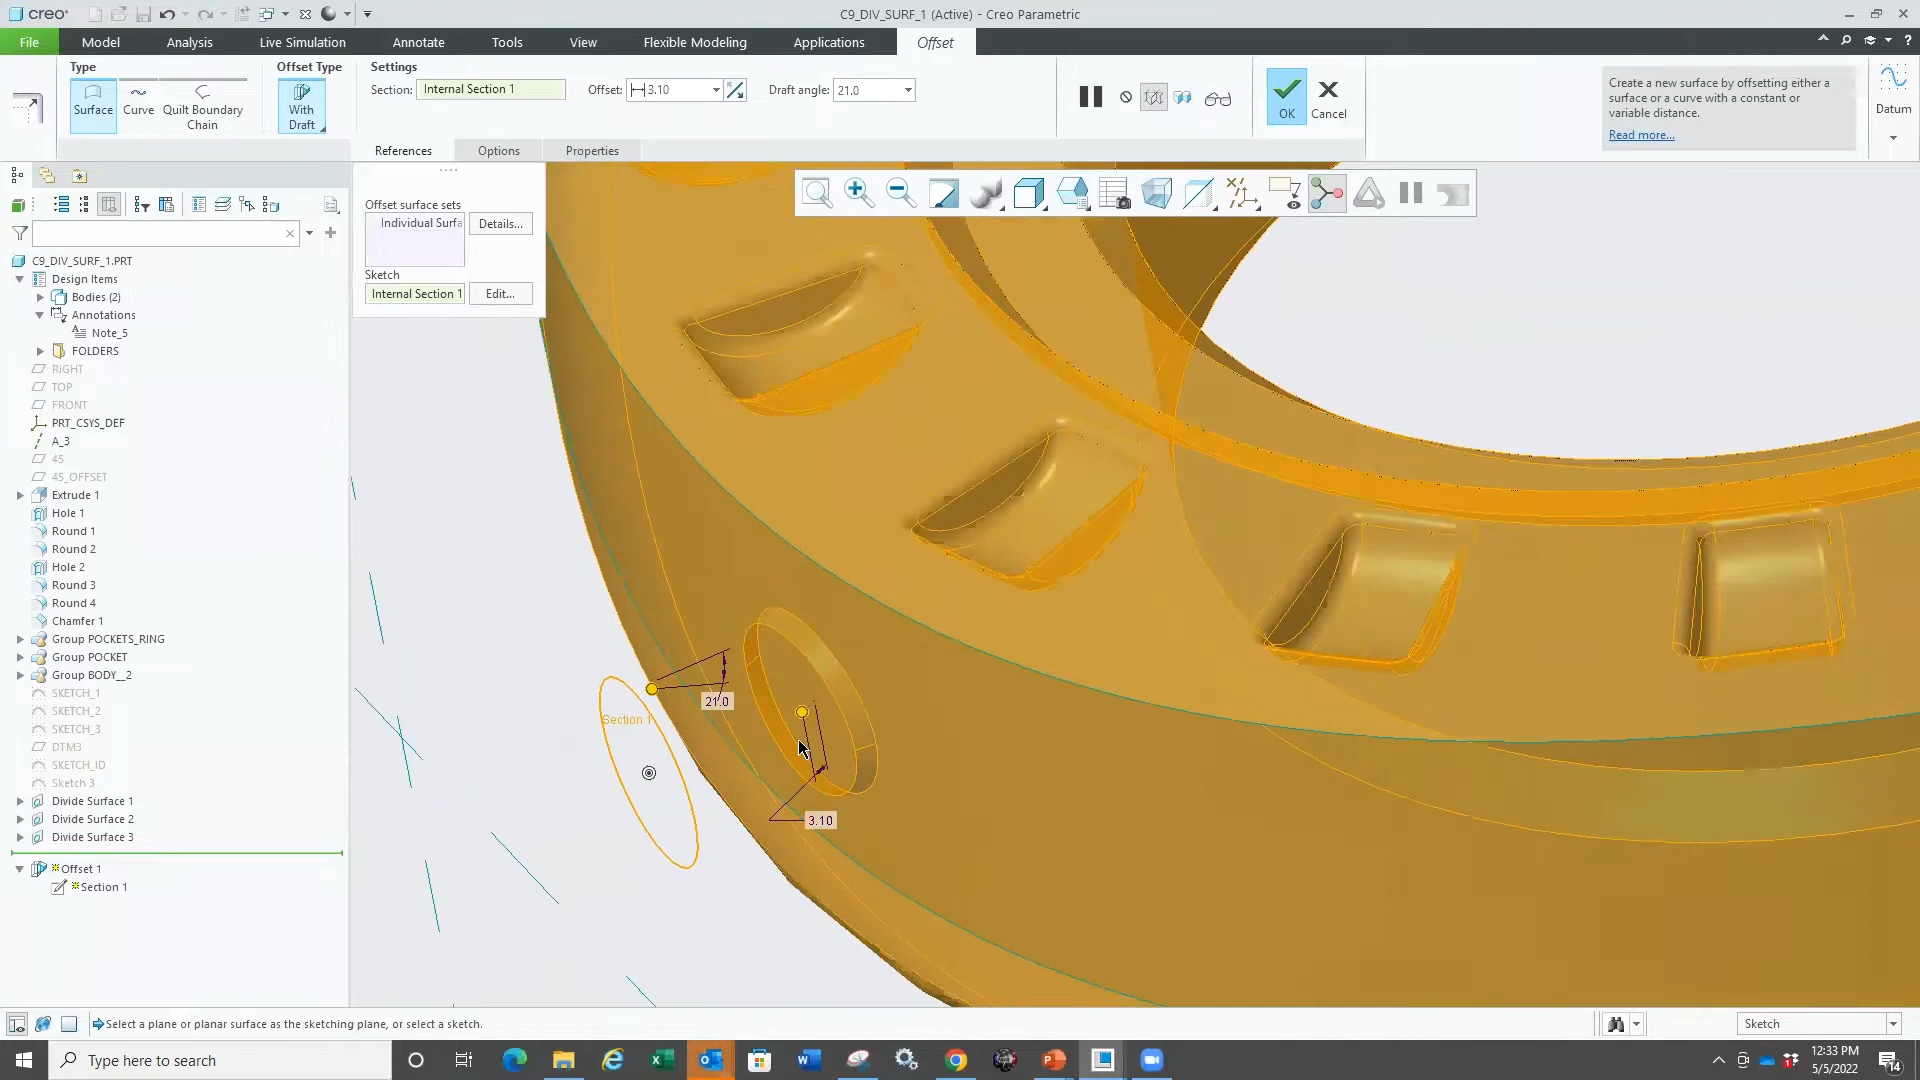 creo
C9_DIV_SURF_1 (Active) - Creo Parametric
File
Model
Analysis
Live Simulation
Annotate
Tools
View
Flexible Modeling
Applications
Offset
Type
Surface
Curve
Quilt Boundary
Chain
Offset Type
With
Draft
Settings
Section:
Internal Section 1
Offset:
3.10
Draft angle:
21.0
OK
Cancel
Create a new surface by offsetting either a
surface or a curve with a constant or
variable distance.
Read more...
Datum
References
Options
Properties
Offset surface sets
Individual Surfa
Details...
Sketch
Internal Section 1
Edit...
C9_DIV_SURF_1.PRT
Design Items
Bodies (2)
Annotations
Note_5
FOLDERS
RIGHT
TOP
FRONT
PRT_CSYS_DEF
A_3
45
45_OFFSET
Extrude 1
Hole 1
Round 1
Round 2
Hole 2
Round 3
Round 4
Chamfer 1
Group POCKETS_RING
Group POCKET
Group BODY__2
SKETCH_1
SKETCH_2
SKETCH_3
DTM3
SKETCH_ID
Sketch 3
Divide Surface 1
Divide Surface 2
Divide Surface 3
Offset 1
Section 1
21.0
Section 1
3.10
Select a plane or planar surface as the sketching plane, or select a sketch.
Sketch
Type here to search
12:33 PM
5/5/2022
14